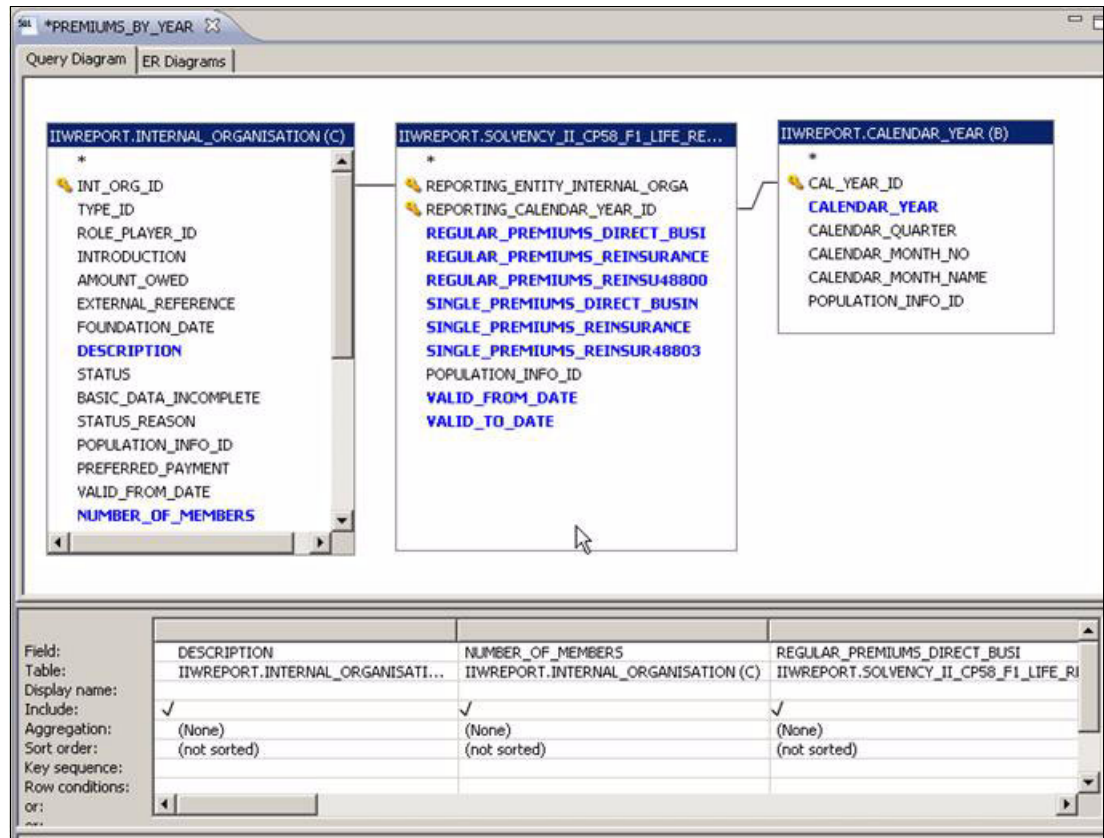 SQL *PREMIUMS_BY_YEAR
Query Diagram ER Diagrams
IIWREPORT.INTERNAL_ORGANISATION (C)
*
INT_ORG_ID
TYPE_ID
ROLE_PLAYER_ID
INTRODUCTION
AMOUNT_OWED
EXTERNAL_REFERENCE
FOUNDATION_DATE
DESCRIPTION
STATUS
BASIC_DATA_INCOMPLETE
STATUS_REASON
POPULATION_INFO_ID
PREFERRED_PAYMENT
VALID_FROM_DATE
NUMBER_OF_MEMBERS
IIWREPORT.SOLVENCY_II_CP58_F1_LIFE_RE...
*
REPORTING_ENTITY_INTERNAL_ORGA
REPORTING_CALENDAR_YEAR_ID
REGULAR_PREMIUMS_DIRECT_BUSI
REGULAR_PREMIUMS_REINSURANCE
REGULAR_PREMIUMS_REINSU48800
SINGLE_PREMIUMS_DIRECT_BUSIN
SINGLE_PREMIUMS_REINSURANCE
SINGLE_PREMIUMS_REINSUR48803
POPULATION_INFO_ID
VALID_FROM_DATE
VALID_TO_DATE
IIWREPORT.CALENDAR_YEAR (B)
*
CAL_YEAR_ID
CALENDAR_YEAR
CALENDAR_QUARTER
CALENDAR_MONTH_NO
CALENDAR_MONTH_NAME
POPULATION_INFO_ID
Field: DESCRIPTION NUMBER_OF_MEMBERS REGULAR_PREMIUMS_DIRECT_BUSI
Table: IIWREPORT.INTERNAL_ORGANISATI... IIWREPORT.INTERNAL_ORGANISATION (C) IIWREPORT.SOLVENCY_II_CP58_F1_LIFE_RE
Display name:
Include: ✓ ✓ ✓
Aggregation: (None) (None) (None)
Sort order: (not sorted) (not sorted) (not sorted)
Key sequence:
Row conditions:
or: